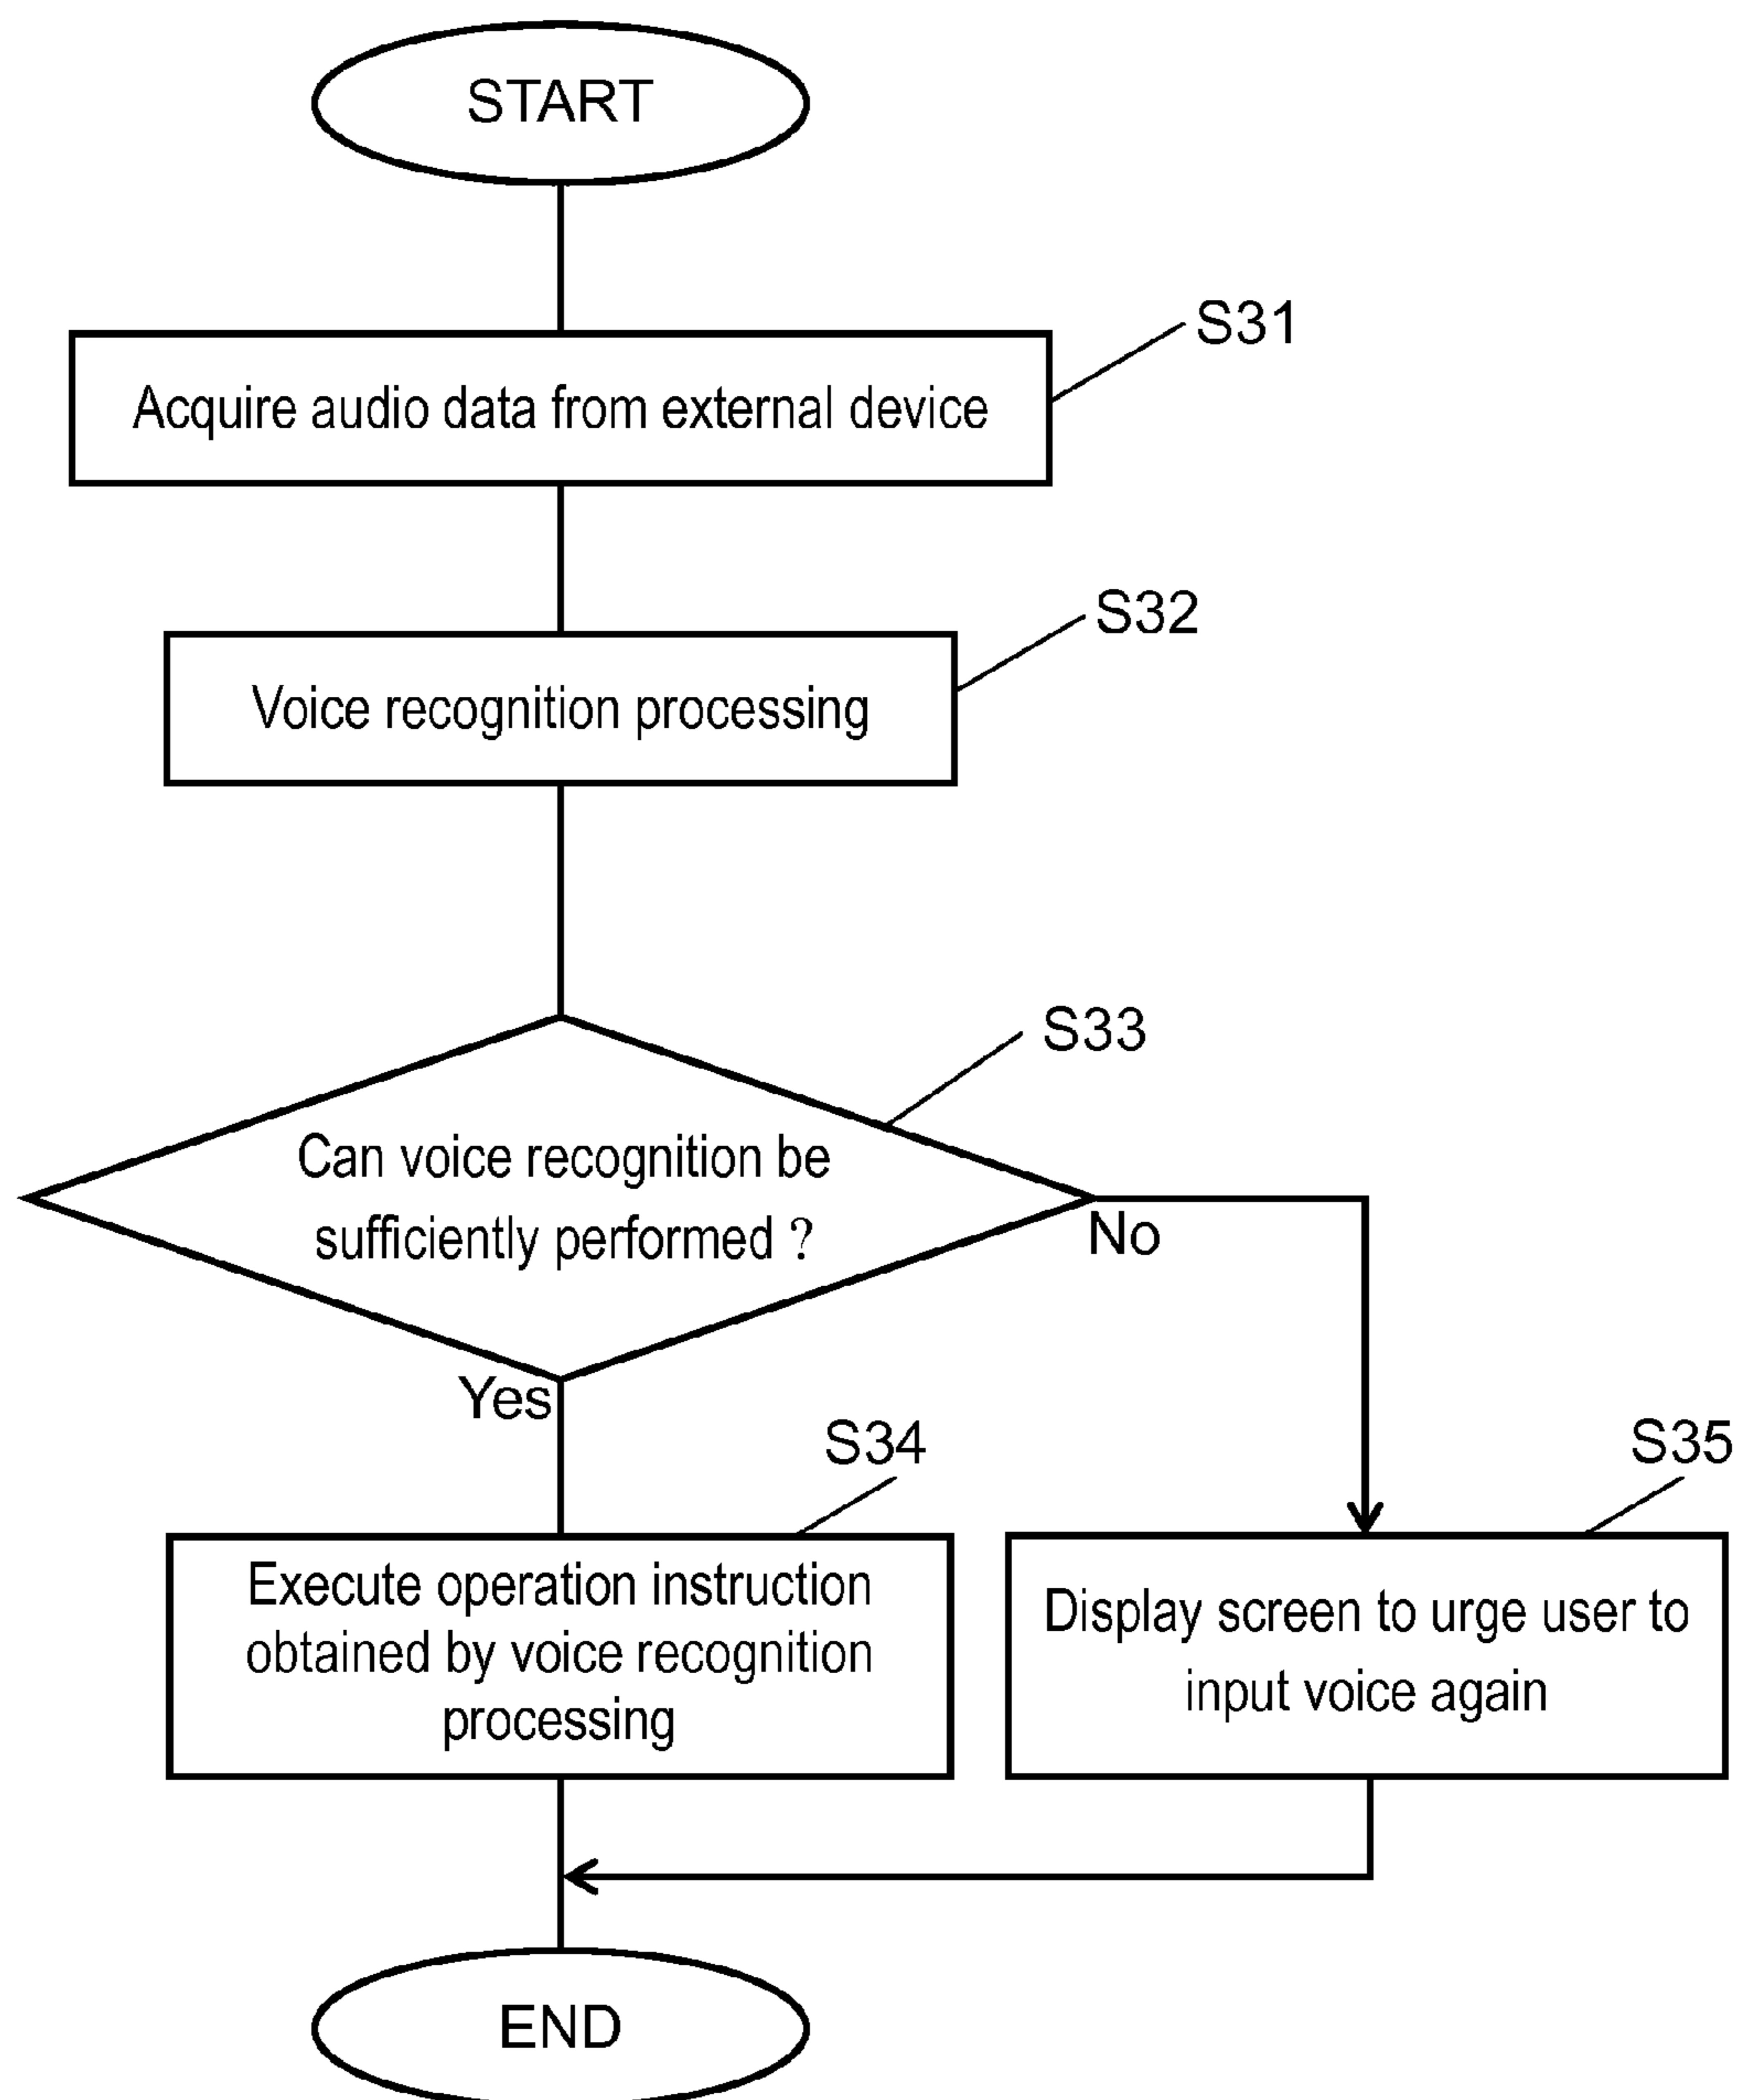 START
S31
Acquire audio data from external device
S32
Voice recognition processing
S33
Can voice recognition be
sufficiently performed ?
No
Yes
S34
Execute operation instruction
obtained by voice recognition
processing
S35
Display screen to urge user to
input voice again
END